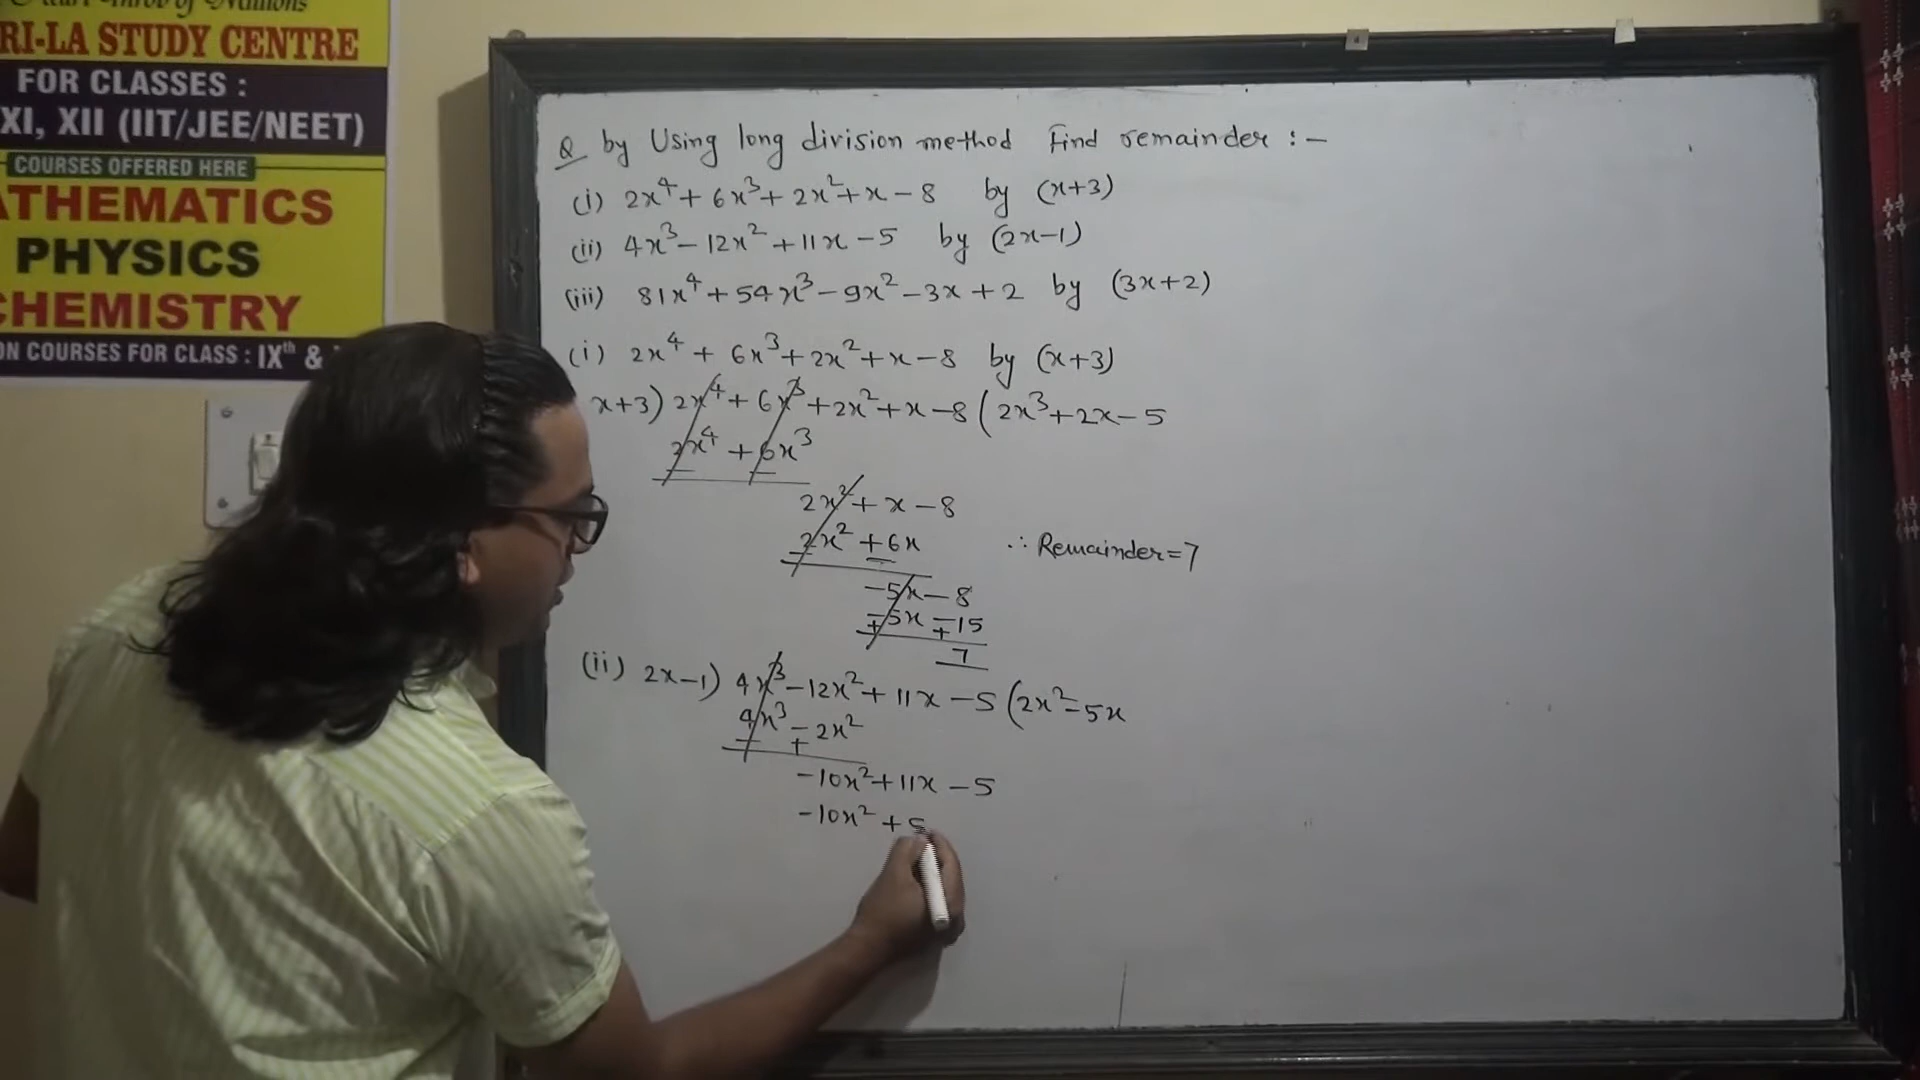 RI-LA STUDY CENTRE
FOR CLASSES :
XI, XII (IIT/JEE/NEET)
COURSES OFFERED HERE
ATHEMATICS
PHYSICS
CHEMISTRY
ON COURSES FOR CLASS : IXth &
Q by Using long division method Find remainder :-
(i) 2x⁴ + 6x³ + 2x² + x - 8 by (x+3)
(ii) 4x³ - 12x² + 11x - 5 by (2x-1)
(iii) 81x⁴ + 54x³ - 9x² - 3x + 2 by (3x+2)
(i) 2x⁴ + 6x³ + 2x² + x - 8 by (x+3)
x+3) 2x⁴ + 6x³ + 2x² + x - 8 ( 2x³ + 2x - 5
2x⁴ + 6x³
2x² + x - 8
2x² + 6x
∴ Remainder = 7
-5x - 8
-5x - 15
7
(ii) 2x-1) 4x³ - 12x² + 11x - 5 ( 2x² - 5x
4x³ - 2x²
-10x² + 11x - 5
-10x² + 5